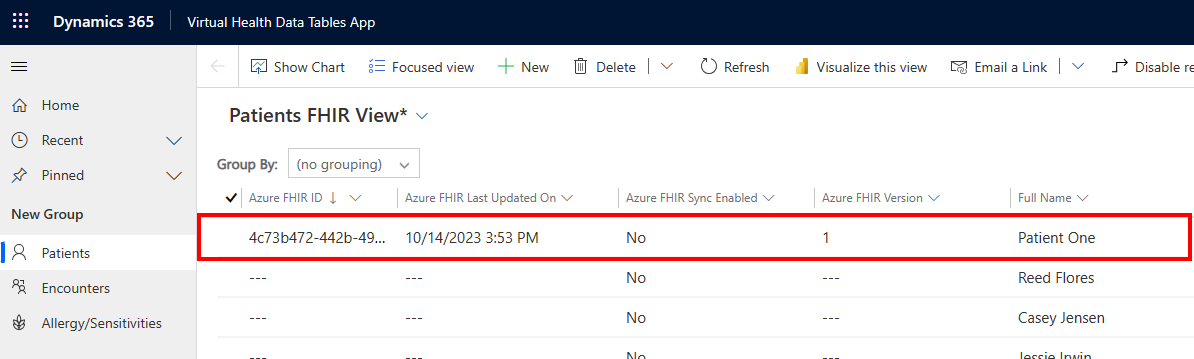 Dynamics 365 Virtual Health Data Tables App
Show Chart Focused view New Delete Refresh Visualize this view Email a Link Disable re
Home
Recent
Pinned
New Group
Patients
Encounters
Allergy/Sensitivities
Patients FHIR View*
Group By: (no grouping)
Azure FHIR ID Azure FHIR Last Updated On Azure FHIR Sync Enabled Azure FHIR Version Full Name
4c73b472-442b-49... 10/14/2023 3:53 PM No 1 Patient One
--- --- No --- Reed Flores
--- --- No --- Casey Jensen
--- --- No --- Jessie Irwin